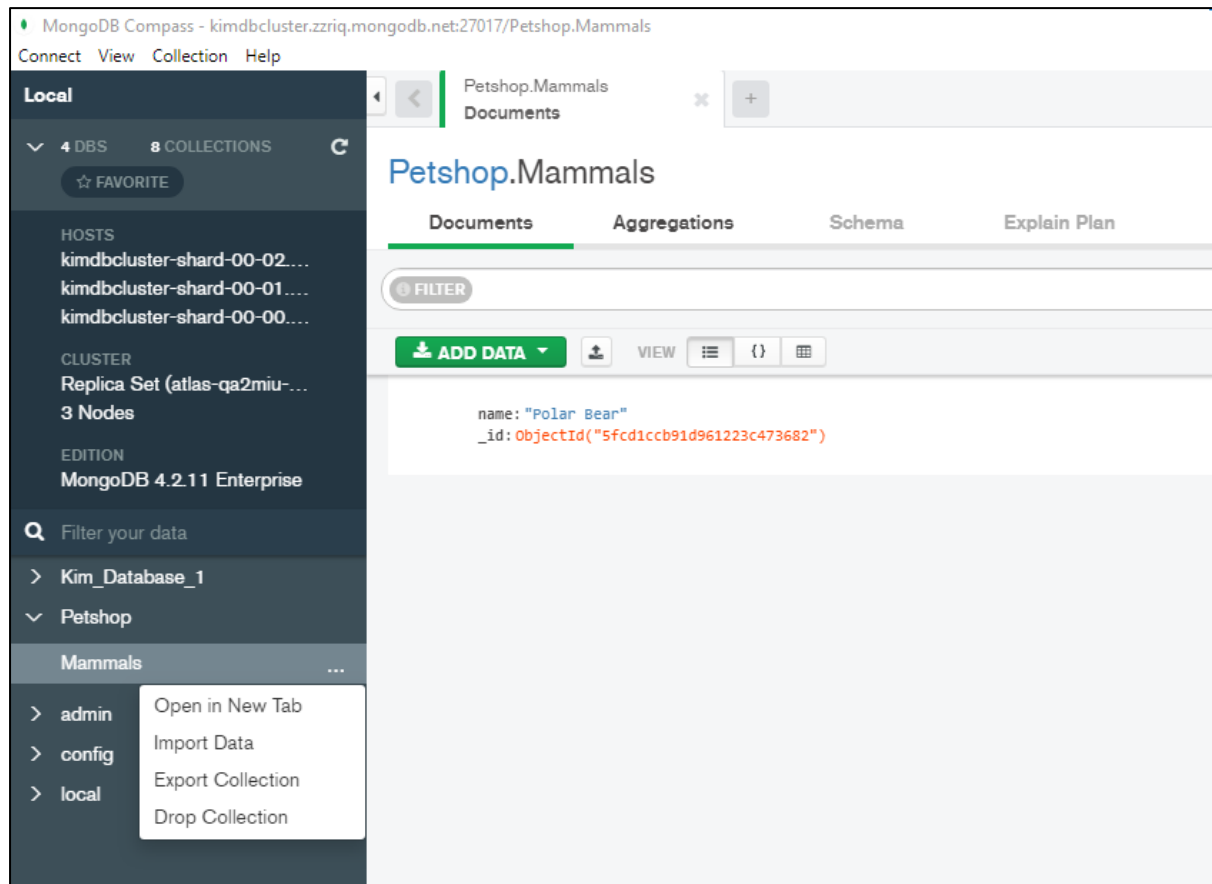 MongoDB Compass - kimdbcluster.zzriq.mongodb.net:27017/Petshop.Mammals
Connect View Collection Help
Local
4 DBS 8 COLLECTIONS
FAVORITE
HOSTS
kimdbcluster-shard-00-02....
kimdbcluster-shard-00-01....
kimdbcluster-shard-00-00....
CLUSTER
Replica Set (atlas-qa2miu-...
3 Nodes
EDITION
MongoDB 4.2.11 Enterprise
Filter your data
Kim_Database_1
Petshop
Mammals ...
Open in New Tab
Import Data
Export Collection
Drop Collection
admin
config
local
Petshop.Mammals
Documents
Petshop.Mammals
Documents Aggregations Schema Explain Plan
FILTER
ADD DATA VIEW {}
name:"Polar Bear"
_id:ObjectId("5fcd1ccb91d961223c473682")